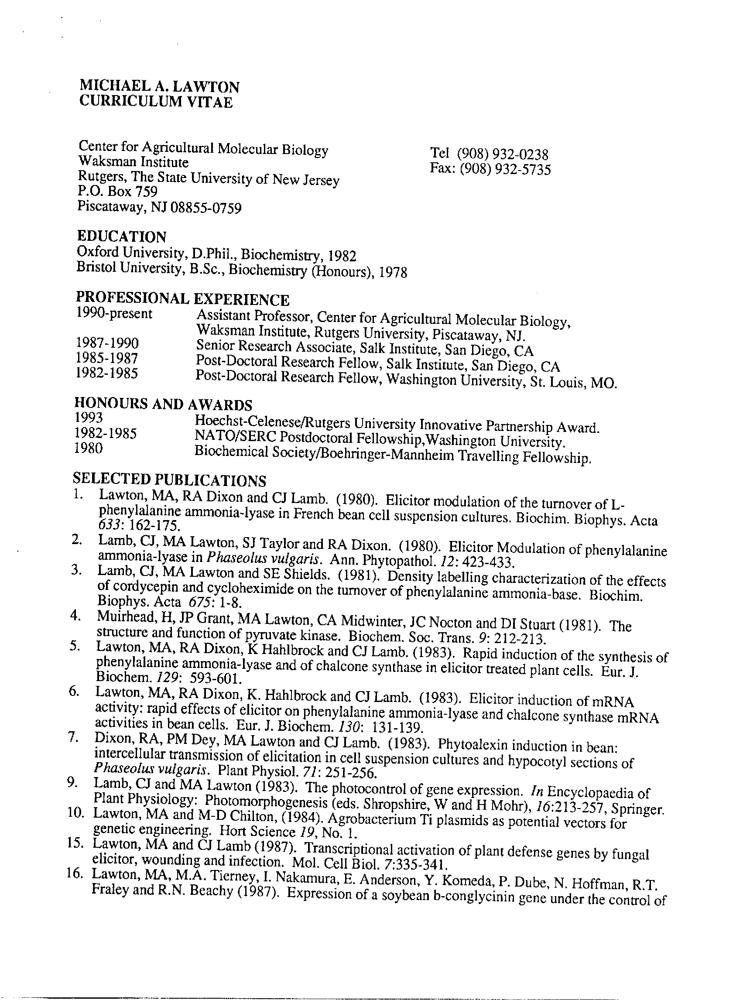 MICHAEL A. LAWTON
CURRICULUM VITAE
Center for Agricultural Molecular Biology
Waksman Institute
Rutgers, The State University of New Jersey
P.O. Box 759
Piscataway, NJ 08855-0759
Tel (908) 932-0238
Fax: (908) 932-5735
EDUCATION
Oxford University, D.Phil., Biochemistry, 1982
Bristol University, B.Sc., Biochemistry (Honours), 1978
PROFESSIONAL EXPERIENCE
1990-present Assistant Professor, Center for Agricultural Molecular Biology,
Waksman Institute, Rutgers University, Piscataway, NJ.
1987-1990 Senior Research Associate, Salk Institute, San Diego, CA
1985-1987 Post-Doctoral Research Fellow, Salk Institute, San Diego, CA
1982-1985 Post-Doctoral Research Fellow, Washington University, St. Louis, MO.
HONOURS AND AWARDS
1993 Hoechst-Celenese/Rutgers University Innovative Partnership Award.
1982-1985 NATO/SERC Postdoctoral Fellowship,Washington University.
1980 Biochemical Society/Boehringer-Mannheim Travelling Fellowship.
SELECTED PUBLICATIONS
1. Lawton, MA, RA Dixon and CJ Lamb. (1980). Elicitor modulation of the turnover of L-
phenylalanine ammonia-lyase in French bean cell suspension cultures. Biochim. Biophys. Acta
633: 162-175.
2. Lamb, CJ, MA Lawton, SJ Taylor and RA Dixon. (1980). Elicitor Modulation of phenylalanine
ammonia-lyase in Phaseolus vulgaris. Ann. Phytopathol. 12: 423-433.
3. Lamb, CJ, MA Lawton and SE Shields. (1981). Density labelling characterization of the effects
of cordycepin and cycloheximide on the turnover of phenylalanine ammonia-base. Biochim.
Biophys. Acta 675: 1-8.
4. Muirhead, H, JP Grant, MA Lawton, CA Midwinter, JC Nocton and DI Stuart (1981). The
structure and function of pyruvate kinase. Biochem. Soc. Trans. 9: 212-213.
5. Lawton, MA, RA Dixon, K Hahlbrock and CJ Lamb. (1983). Rapid induction of the synthesis of
phenylalanine ammonia-lyase and of chalcone synthase in elicitor treated plant cells. Eur. J.
Biochem. 129: 593-601.
6. Lawton, MA, RA Dixon, K. Hahlbrock and CJ Lamb. (1983). Elicitor induction of mRNA
activity: rapid effects of elicitor on phenylalanine ammonia-lyase and chalcone synthase mRNA
activities in bean cells. Eur. J. Biochem. 130: 131-139.
7. Dixon, RA, PM Dey, MA Lawton and CJ Lamb. (1983). Phytoalexin induction in bean:
intercellular transmission of elicitation in cell suspension cultures and hypocotyl sections of
Phaseolus vulgaris. Plant Physiol. 71: 251-256.
9. Lamb, CJ and MA Lawton (1983). The photocontrol of gene expression. In Encyclopaedia of
Plant Physiology: Photomorphogenesis (eds. Shropshire, W and H Mohr), 16:213-257, Springer.
10. Lawton, MA and M-D Chilton, (1984). Agrobacterium Ti plasmids as potential vectors for
genetic engineering. Hort Science 19, No. 1.
15. Lawton, MA and CJ Lamb (1987). Transcriptional activation of plant defense genes by fungal
elicitor, wounding and infection. Mol. Cell Biol. 7:335-341.
16. Lawton, MA, M.A. Tierney, I. Nakamura, E. Anderson, Y. Komeda, P. Dube, N. Hoffman, R.T.
Fraley and R.N. Beachy (1987). Expression of a soybean b-conglycinin gene under the control of